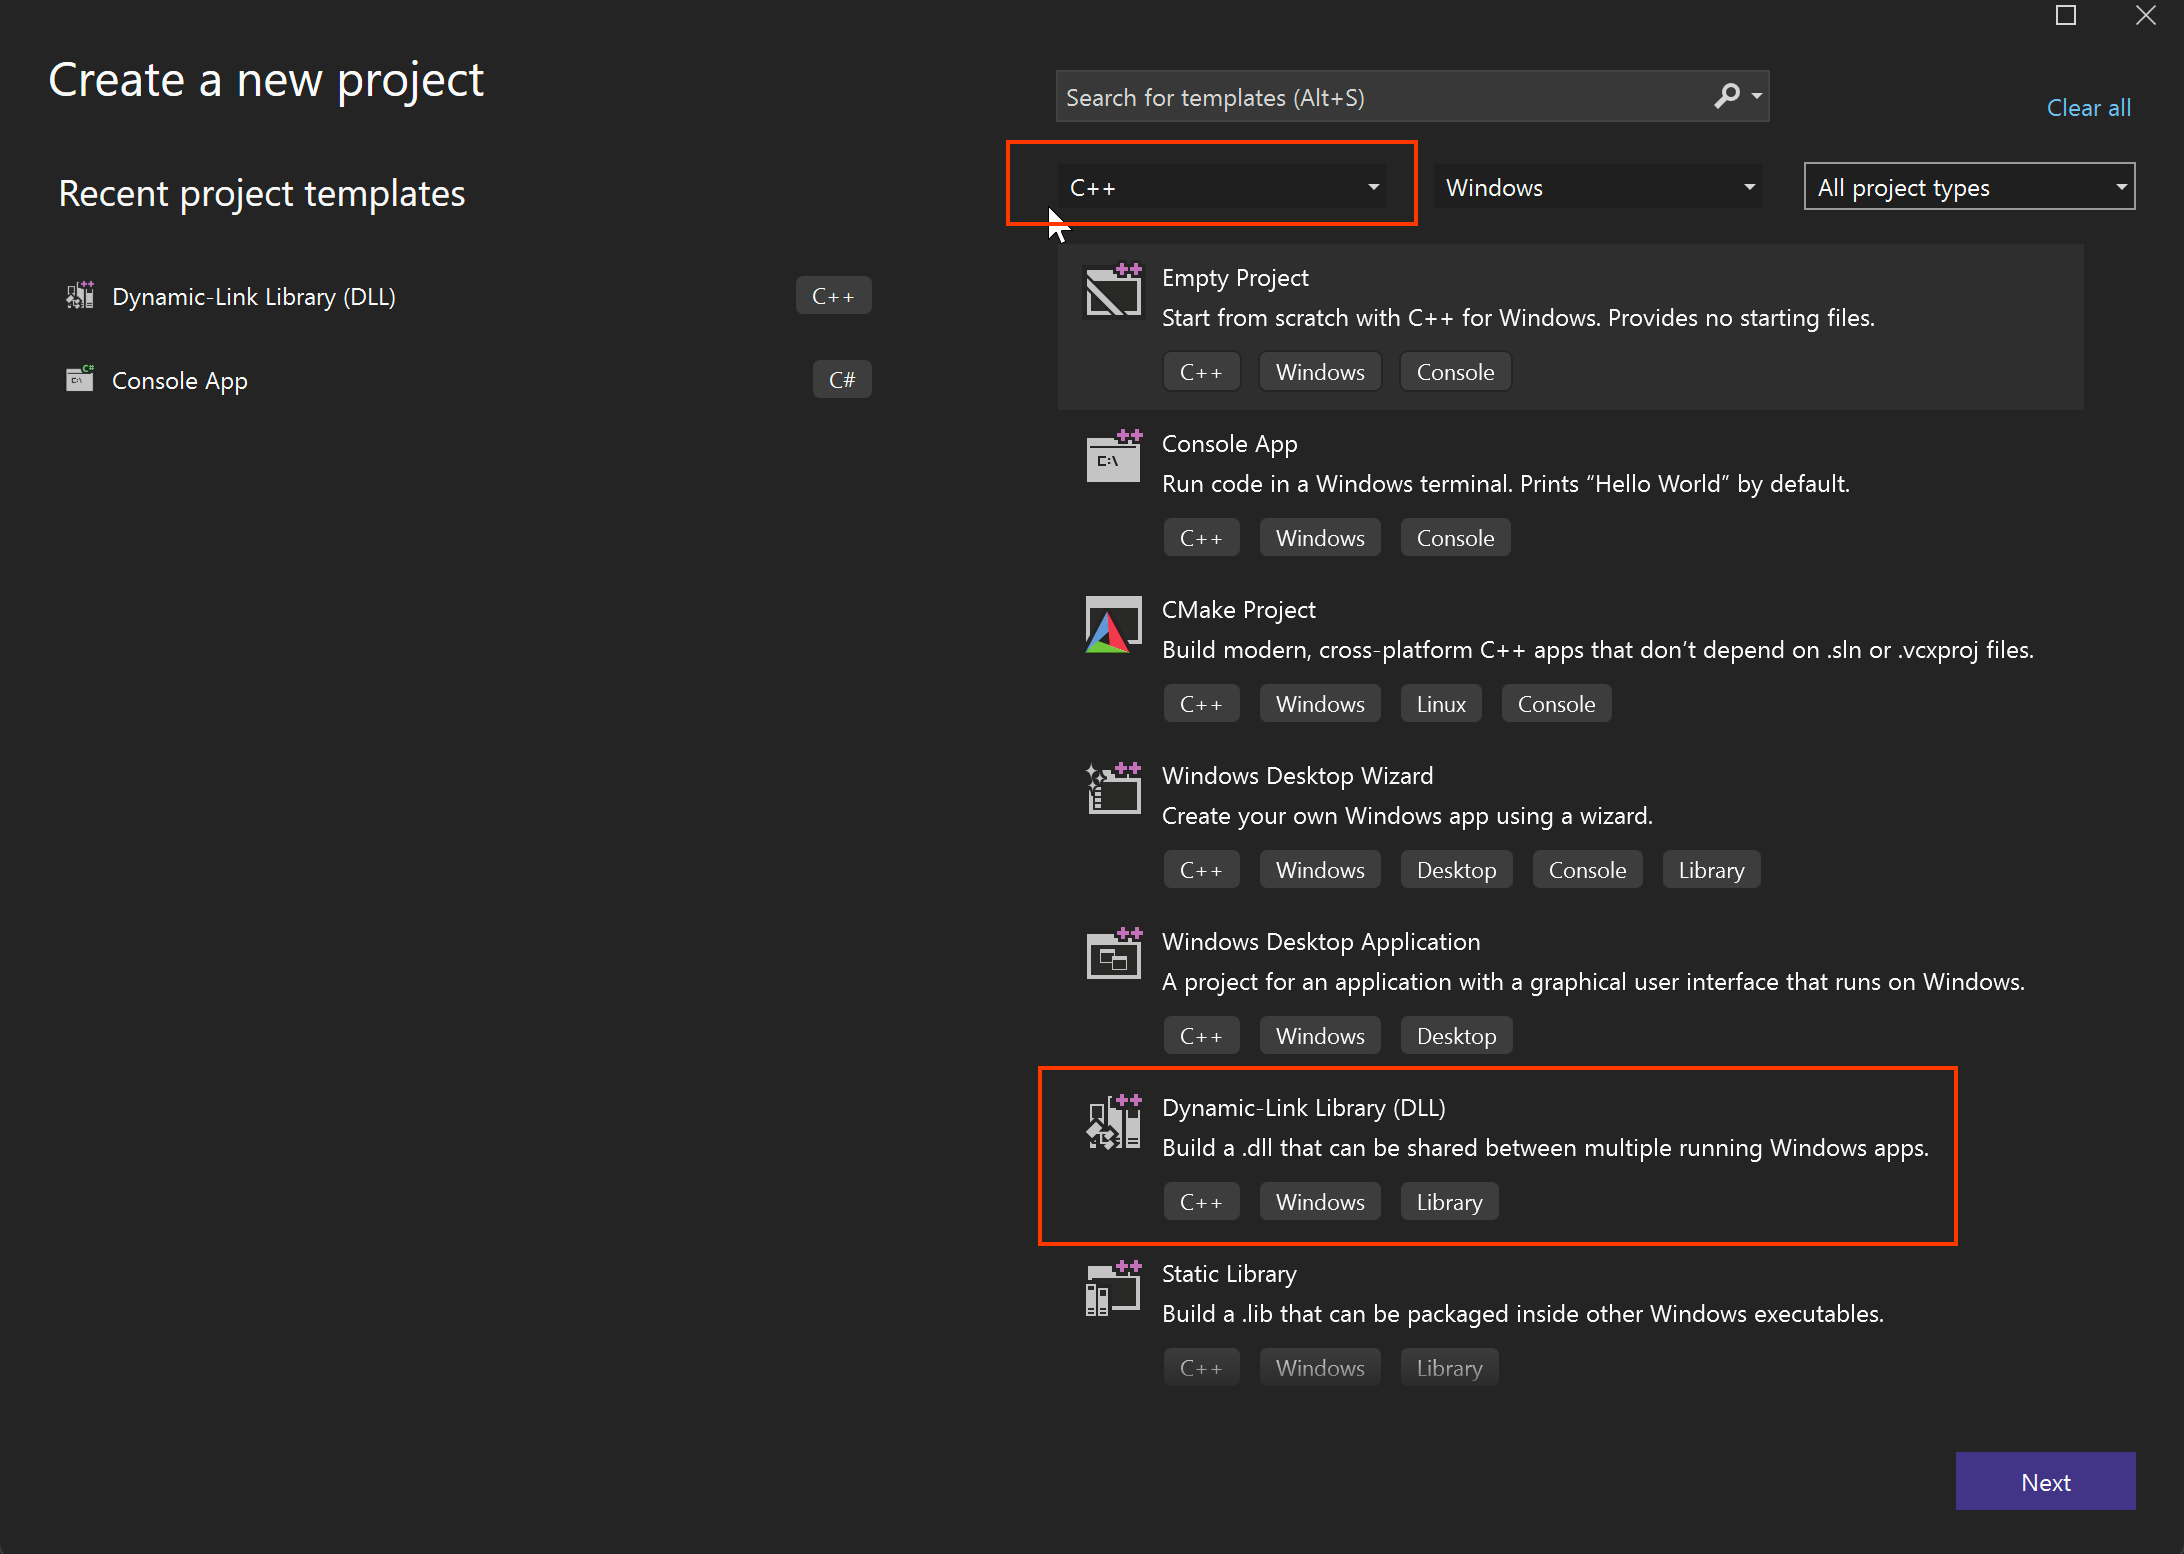 Create a new project
Search for templates (Alt+S)
Clear all
C++
Windows
All project types
Recent project templates
Dynamic-Link Library (DLL)
C++
Console App
C#
Empty Project
Start from scratch with C++ for Windows. Provides no starting files.
C++ Windows Console
Console App
Run code in a Windows terminal. Prints “Hello World” by default.
C++ Windows Console
CMake Project
Build modern, cross-platform C++ apps that don’t depend on .sln or .vcxproj files.
C++ Windows Linux Console
Windows Desktop Wizard
Create your own Windows app using a wizard.
C++ Windows Desktop Console Library
Windows Desktop Application
A project for an application with a graphical user interface that runs on Windows.
C++ Windows Desktop
Dynamic-Link Library (DLL)
Build a .dll that can be shared between multiple running Windows apps.
C++ Windows Library
Static Library
Build a .lib that can be packaged inside other Windows executables.
C++ Windows Library
Next